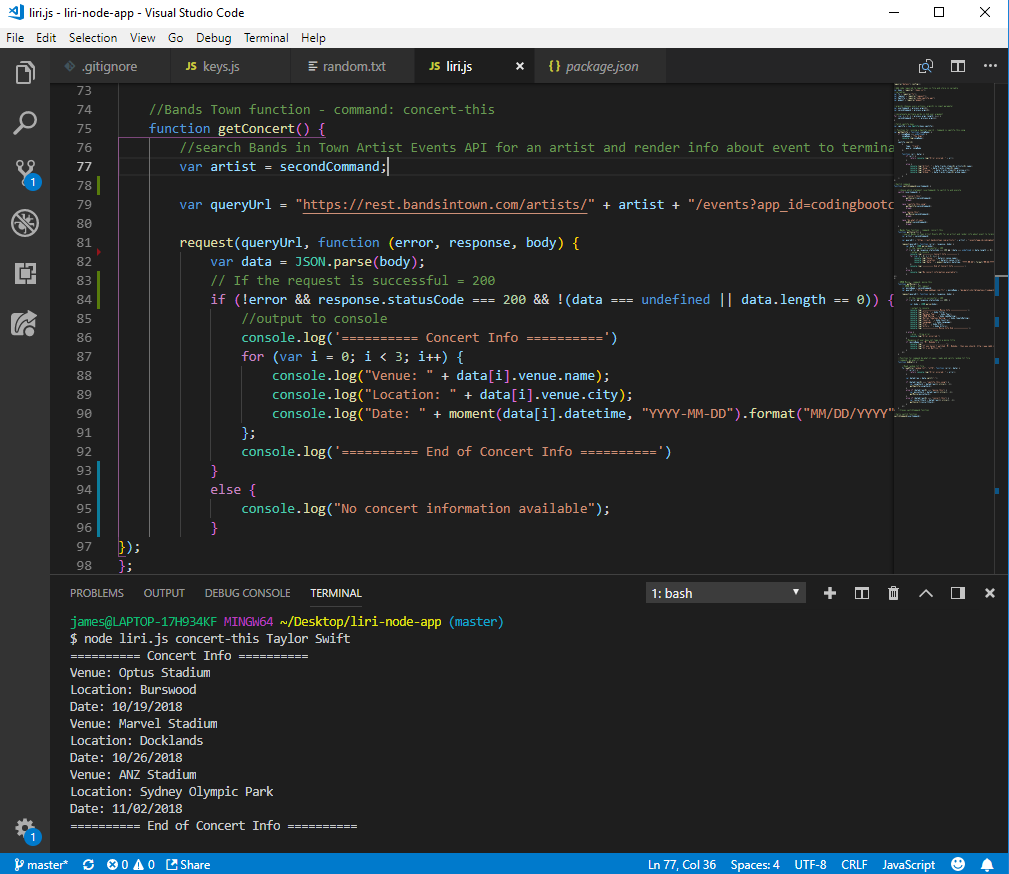 liri.js - liri-node-app - Visual Studio Code
File Edit Selection View Go Debug Terminal Help
.gitignore JS keys.js random.txt JS liri.js {} package.json
73
74 //Bands Town function - command: concert-this
75 function getConcert() {
76 //search Bands in Town Artist Events API for an artist and render info about event to termina
77 var artist = secondCommand;
78
79 var queryUrl = "https://rest.bandsintown.com/artists/" + artist + "/events?app_id=codingbootc
80
81 request(queryUrl, function (error, response, body) {
82 var data = JSON.parse(body);
83 // If the request is successful = 200
84 if (!error && response.statusCode === 200 && !(data === undefined || data.length == 0)) {
85 //output to console
86 console.log('========== Concert Info ==========')
87 for (var i = 0; i < 3; i++) {
88 console.log("Venue: " + data[i].venue.name);
89 console.log("Location: " + data[i].venue.city);
90 console.log("Date: " + moment(data[i].datetime, "YYYY-MM-DD").format("MM/DD/YYYY"
91 };
92 console.log('========== End of Concert Info ==========')
93 }
94 else {
95 console.log("No concert information available");
96 }
97 });
98 };
1
1
PROBLEMS OUTPUT DEBUG CONSOLE TERMINAL 1: bash
james@LAPTOP-17H934KF MINGW64 ~/Desktop/liri-node-app (master)
$ node liri.js concert-this Taylor Swift
========== Concert Info ==========
Venue: Optus Stadium
Location: Burswood
Date: 10/19/2018
Venue: Marvel Stadium
Location: Docklands
Date: 10/26/2018
Venue: ANZ Stadium
Location: Sydney Olympic Park
Date: 11/02/2018
========== End of Concert Info ==========
master* 0 0 Share Ln 77, Col 36 Spaces: 4 UTF-8 CRLF JavaScript